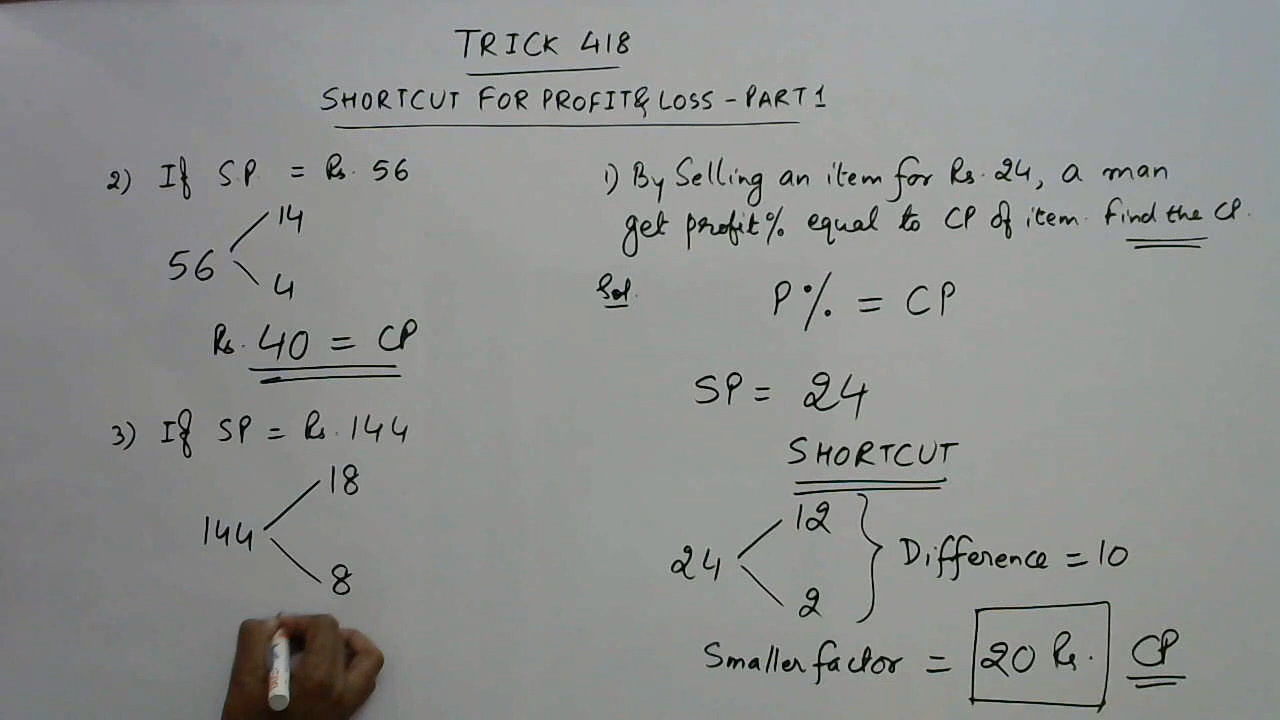 TRICK 418
SHORTCUT FOR PROFIT & LOSS - PART 1
2) If SP = Rs. 56
56
14
4
Rs. 40 = CP
3) If SP = Rs. 144
144
18
8
1) By Selling an item for Rs. 24, a man
get profit% equal to CP of item. Find the CP.
Sol.
P% = CP
SP = 24
SHORTCUT
24
12
2
} Difference = 10
Smaller factor = 20 Rs. CP